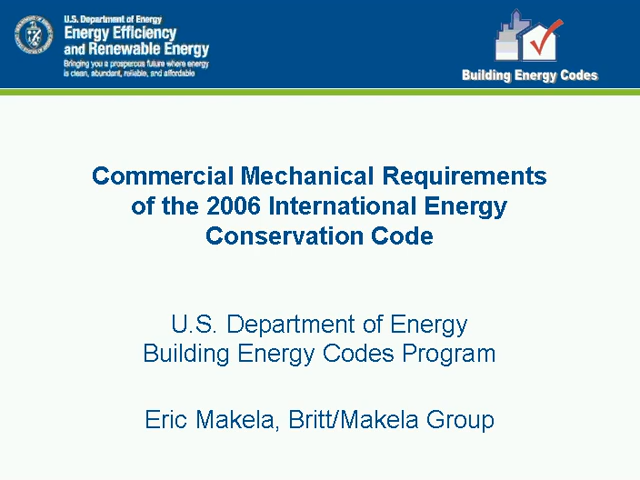 U.S. Department of Energy
Energy Efficiency
and Renewable Energy
Bringing you a prosperous future where energy
is clean, abundant, reliable, and affordable
Building Energy Codes
Commercial Mechanical Requirements
of the 2006 International Energy
Conservation Code
U.S. Department of Energy
Building Energy Codes Program
Eric Makela, Britt/Makela Group